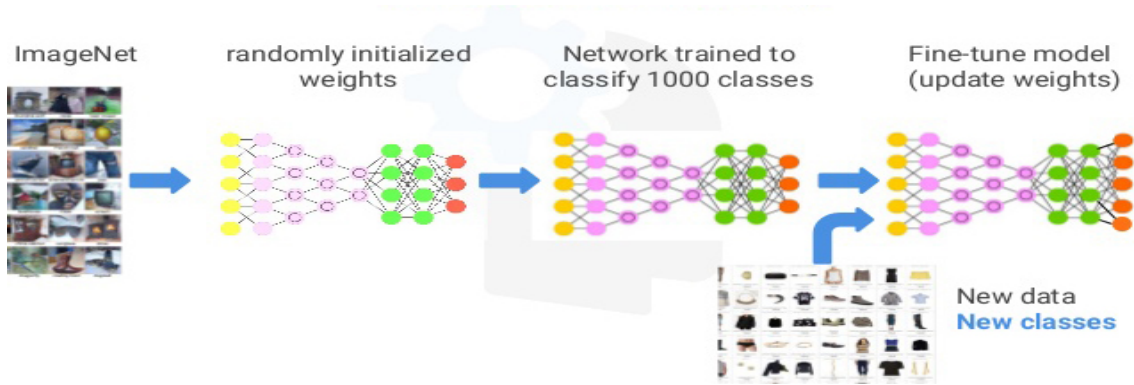 ImageNet
randomly initialized
weights
Network trained to
classify 1000 classes
Fine-tune model
(update weights)
New data
New classes